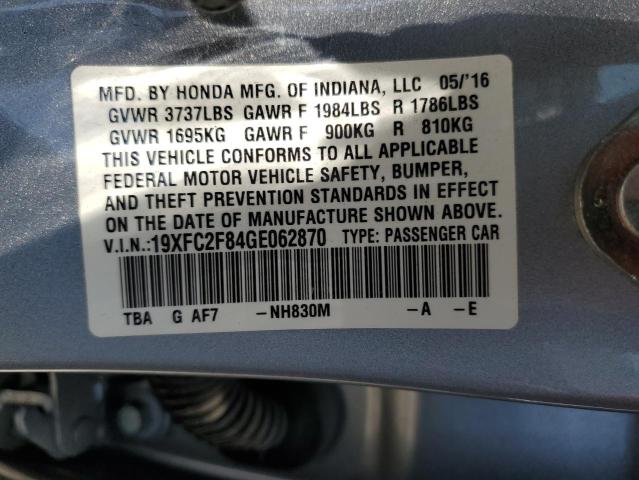 MFD. BY HONDA MFG. OF INDIANA, LLC 05/'16
GVWR 3737LBS GAWR F 1984LBS R 1786LBS
GVWR 1695KG GAWR F 900KG R 810KG
THIS VEHICLE CONFORMS TO ALL APPLICABLE
FEDERAL MOTOR VEHICLE SAFETY, BUMPER,
AND THEFT PREVENTION STANDARDS IN EFFECT
ON THE DATE OF MANUFACTURE SHOWN ABOVE.
V.I.N.:19XFC2F84GE062870 TYPE: PASSENGER CAR
TBA G AF7 -NH830M -A -E